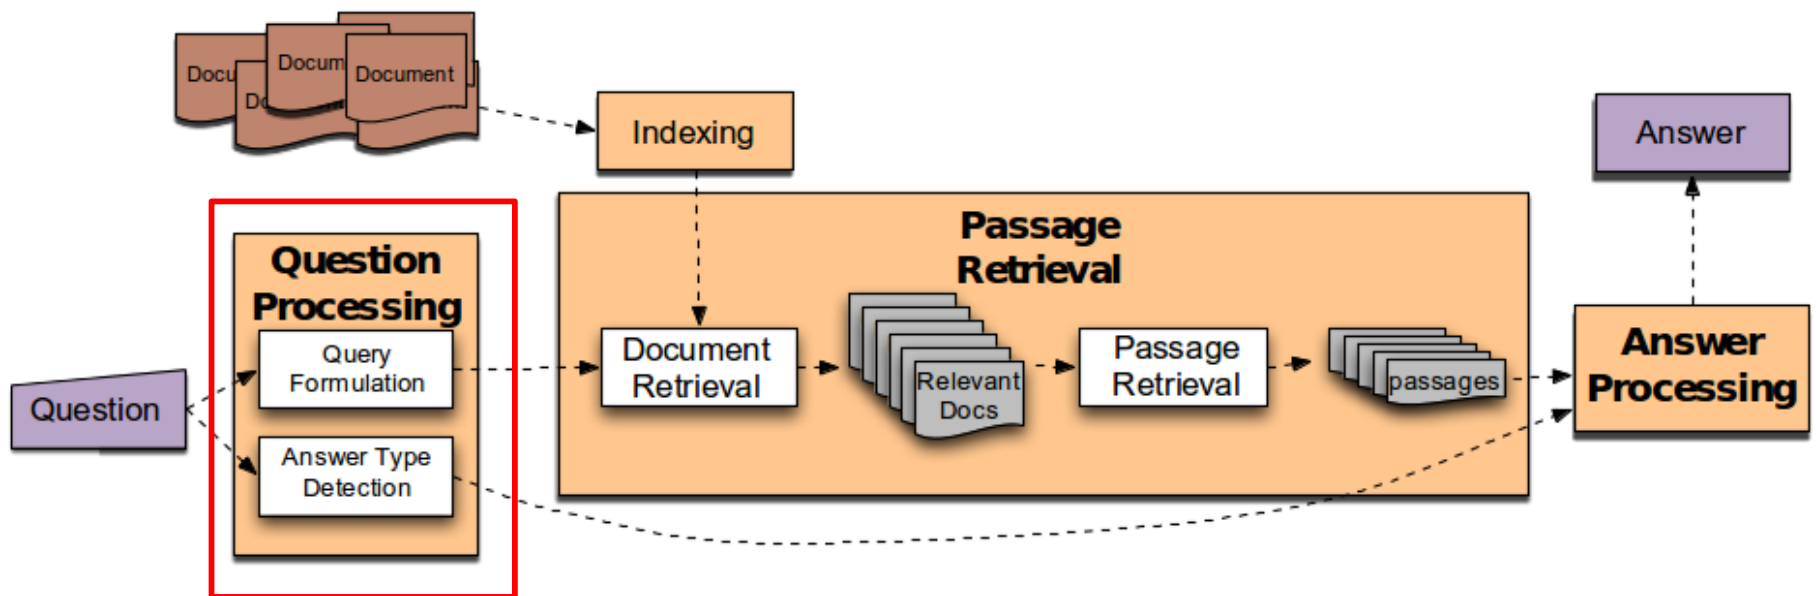 Docu
Docum
Document
Do
Indexing
Answer
Passage
Retrieval
Question
Processing
Query
Formulation
Document
Retrieval
Relevant
Docs
Passage
Retrieval
passages
Answer
Processing
Question
Answer Type
Detection